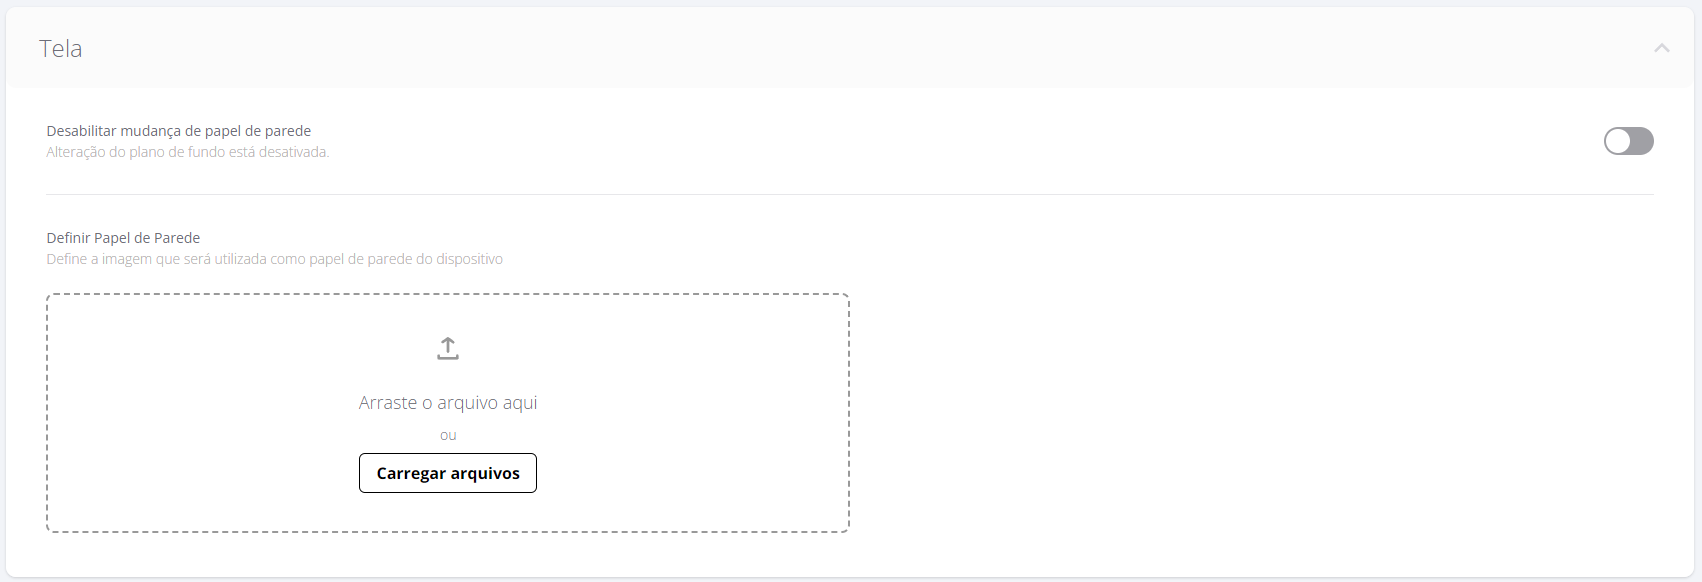 Tela
Desabilitar mudança de papel de parede
Alteração do plano de fundo está desativada.
Definir Papel de Parede
Define a imagem que será utilizada como papel de parede do dispositivo
Arraste o arquivo aqui
ou
Carregar arquivos